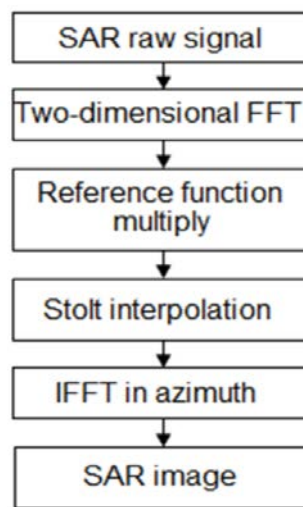 SAR raw signal
Two-dimensional FFT
Reference function
multiply
Stolt interpolation
IFFT in azimuth
SAR image